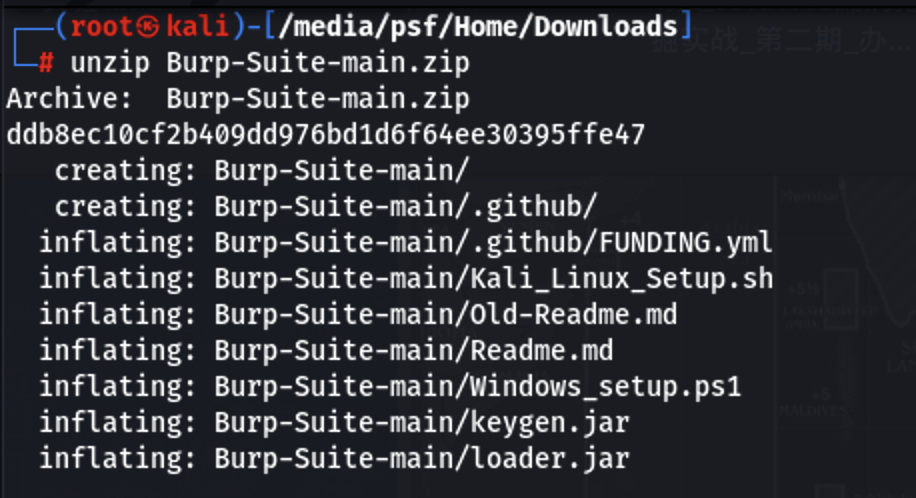 ┌──(root㉿kali)-[/media/psf/Home/Downloads]
└─# unzip Burp-Suite-main.zip
Archive:  Burp-Suite-main.zip
ddb8ec10cf2b409dd976bd1d6f64ee30395ffe47
   creating: Burp-Suite-main/
   creating: Burp-Suite-main/.github/
  inflating: Burp-Suite-main/.github/FUNDING.yml
  inflating: Burp-Suite-main/Kali_Linux_Setup.sh
  inflating: Burp-Suite-main/Old-Readme.md
  inflating: Burp-Suite-main/Readme.md
  inflating: Burp-Suite-main/Windows_setup.ps1
  inflating: Burp-Suite-main/keygen.jar
  inflating: Burp-Suite-main/loader.jar